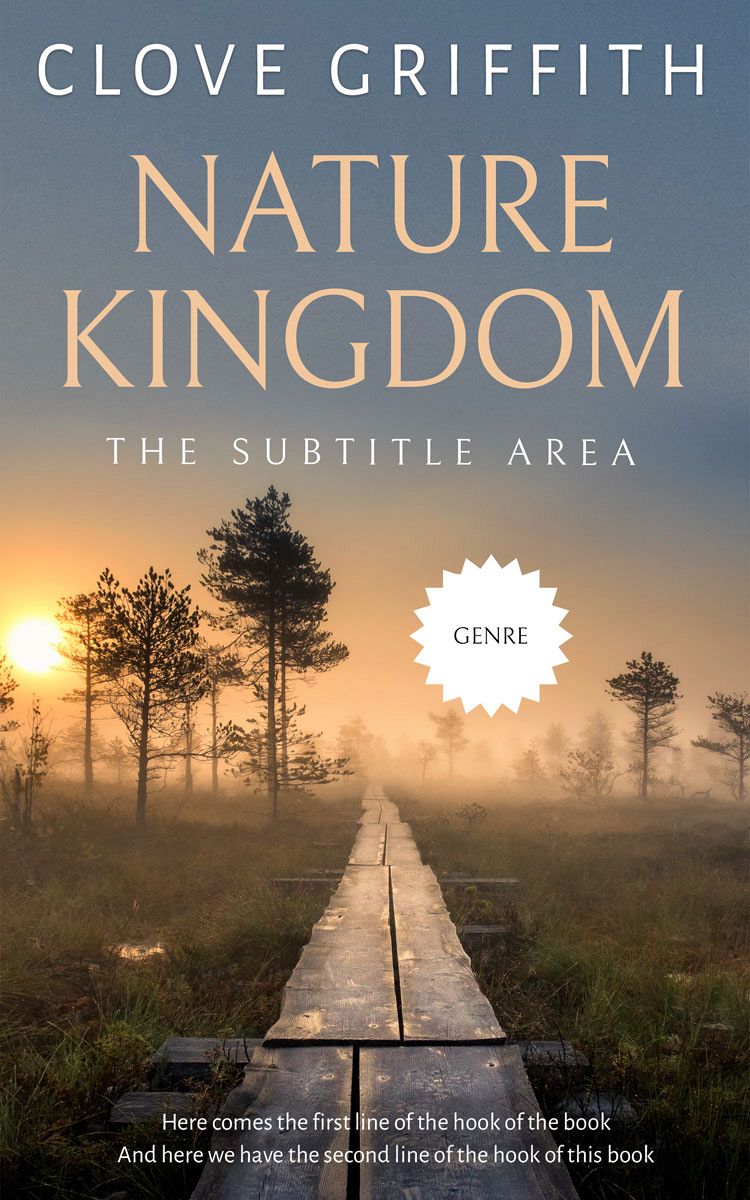 CLOVE GRIFFITH
NATURE
KINGDOM
THE SUBTITLE AREA
GENRE
Here comes the first line of the hook of the book
And here we have the second line of the hook of this book